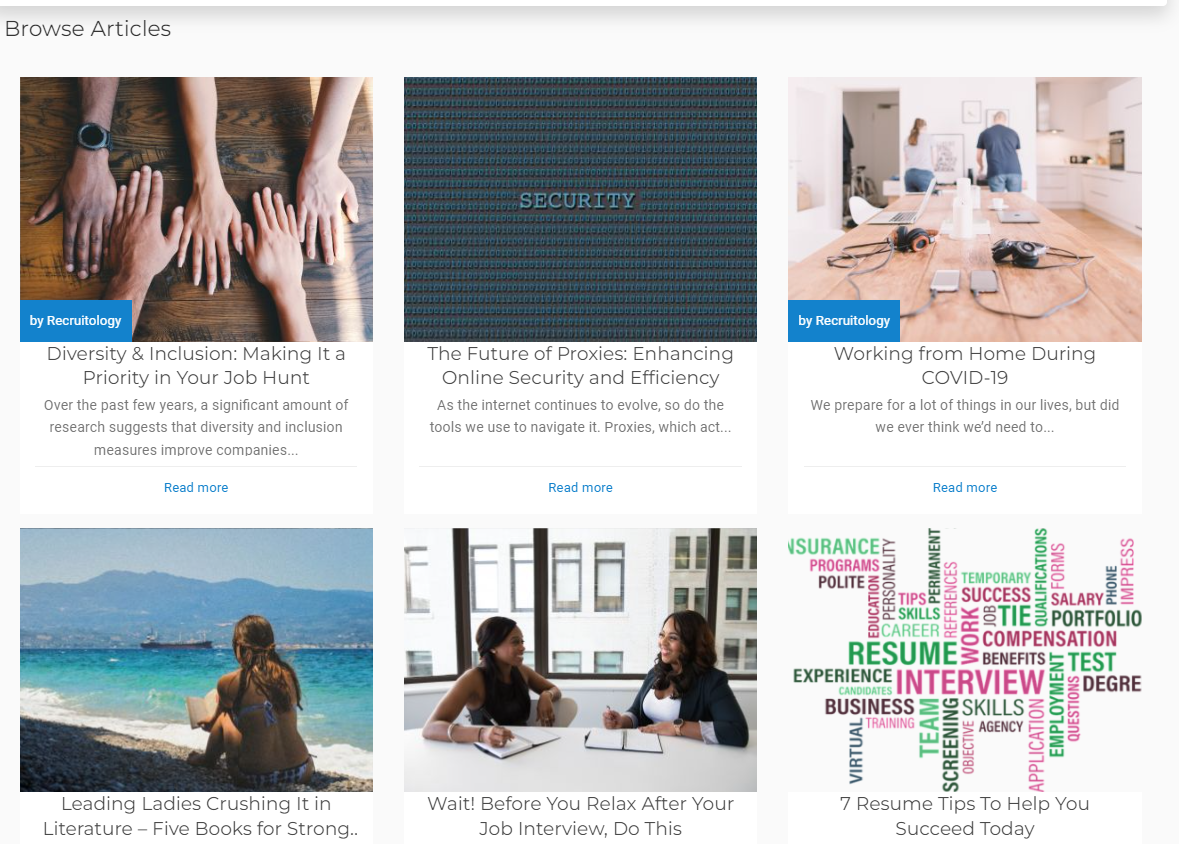 Browse Articles
SECURITY
by Recruitology
by Recruitology
Diversity & Inclusion: Making It a
Priority in Your Job Hunt
Over the past few years, a significant amount of
research suggests that diversity and inclusion
measures improve companies...
Read more
The Future of Proxies: Enhancing
Online Security and Efficiency
As the internet continues to evolve, so do the
tools we use to navigate it. Proxies, which act...
Read more
Working from Home During
COVID-19
We prepare for a lot of things in our lives, but did
we ever think we’d need to...
Read more
NSURANCE
PROGRAMS
POLITE
EDUCATION
PERSONALITY
TIPS
SKILLS
CAREER
PERMANENT
REFERENCES
TEMPORARY
SUCCESS
WORK
JOB
TIE
QUALIFICATIONS
FORMS
SALARY
PHONE
IMPRESS
PORTFOLIO
COMPENSATION
RESUME
BENEFITS
TEST
EXPERIENCE
CANDIDATES
INTERVIEW
EMPLOYMENT
QUESTIONS
DEGRE
BUSINESS
TRAINING
VIRTUAL
TEAM
SCREENING
OBJECTIVE
SKILLS
AGENCY
APPLICATION
Leading Ladies Crushing It in
Literature – Five Books for Strong..
Wait! Before You Relax After Your
Job Interview, Do This
7 Resume Tips To Help You
Succeed Today